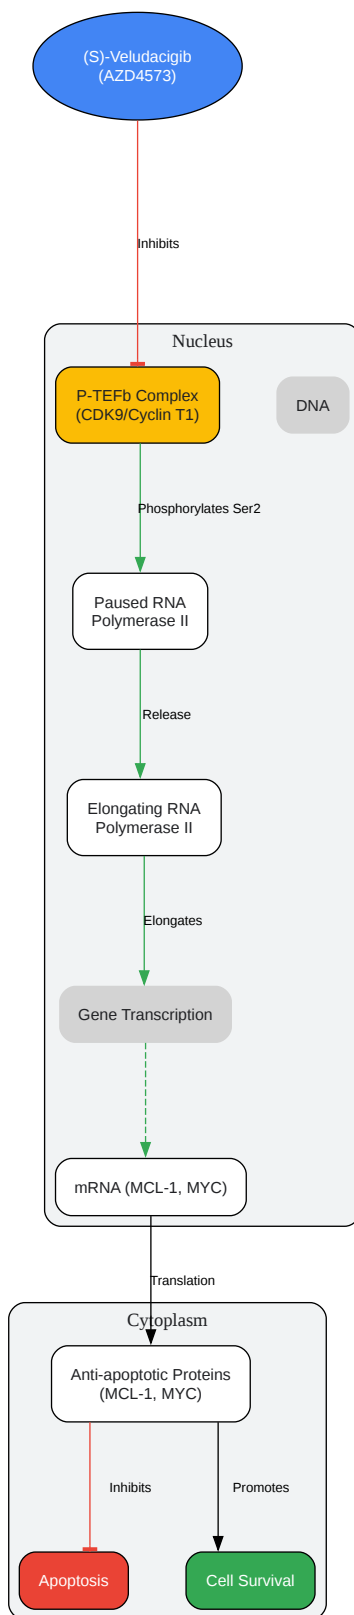 (S)-Veludacigib
(AZD4573)
Inhibits
Nucleus
P-TEFb Complex
(CDK9/Cyclin T1)
DNA
Phosphorylates Ser2
Paused RNA
Polymerase II
Release
Elongating RNA
Polymerase II
Elongates
Gene Transcription
mRNA (MCL-1, MYC)
Translation
Cytoplasm
Anti-apoptotic Proteins
(MCL-1, MYC)
Inhibits
Promotes
Apoptosis
Cell Survival